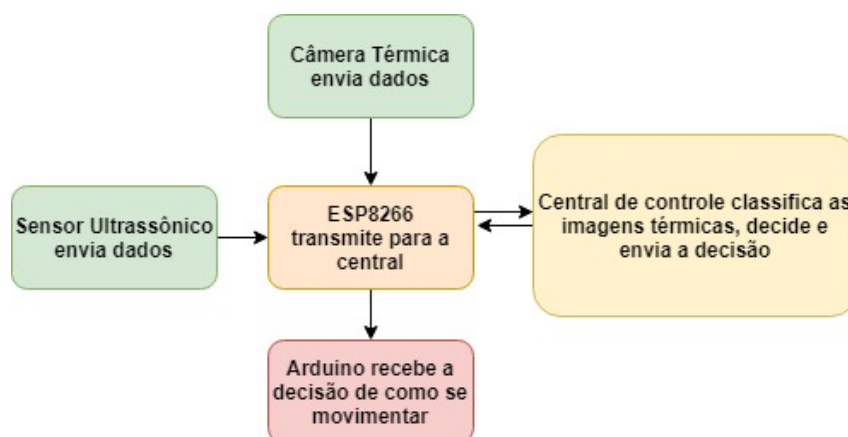 Câmera Térmica
envia dados
Sensor Ultrassônico
envia dados
ESP8266
transmite para a
central
Central de controle classifica as
imagens térmicas, decide e
envia a decisão
Arduino recebe a
decisão de como se
movimentar